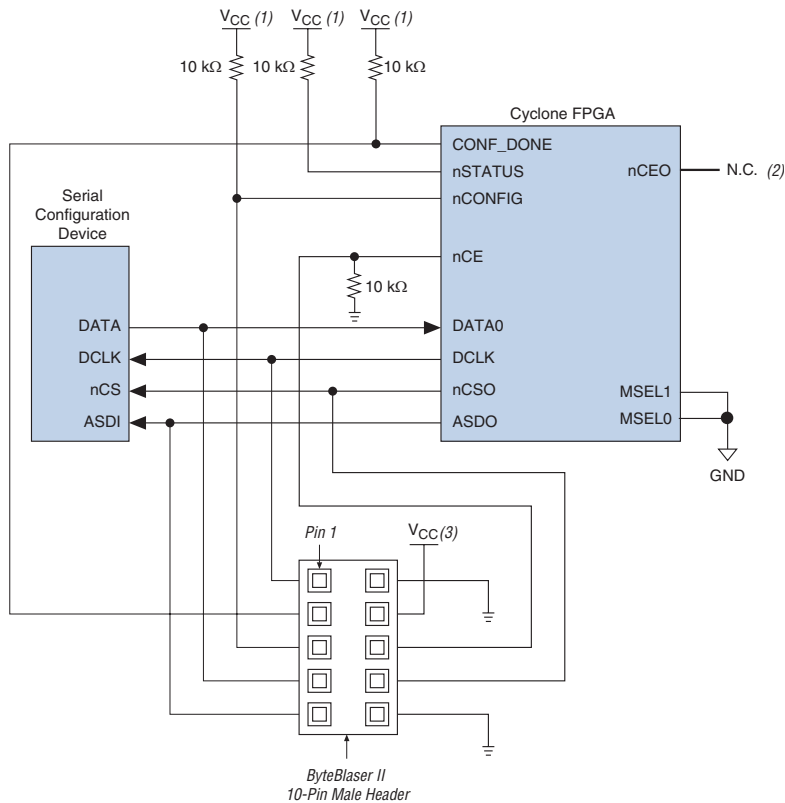 VCC (1) VCC (1) VCC (1)
10 kΩ 10 kΩ 10 kΩ
Cyclone FPGA
CONF_DONE
nSTATUS
nCONFIG
nCE
DATA0
DCLK
nCSO
ASDO
nCEO
MSEL1
MSEL0
N.C. (2)
GND
10 kΩ
Serial
Configuration
Device
DATA
DCLK
nCS
ASDI
Pin 1
VCC(3)
ByteBlaser II
10-Pin Male Header